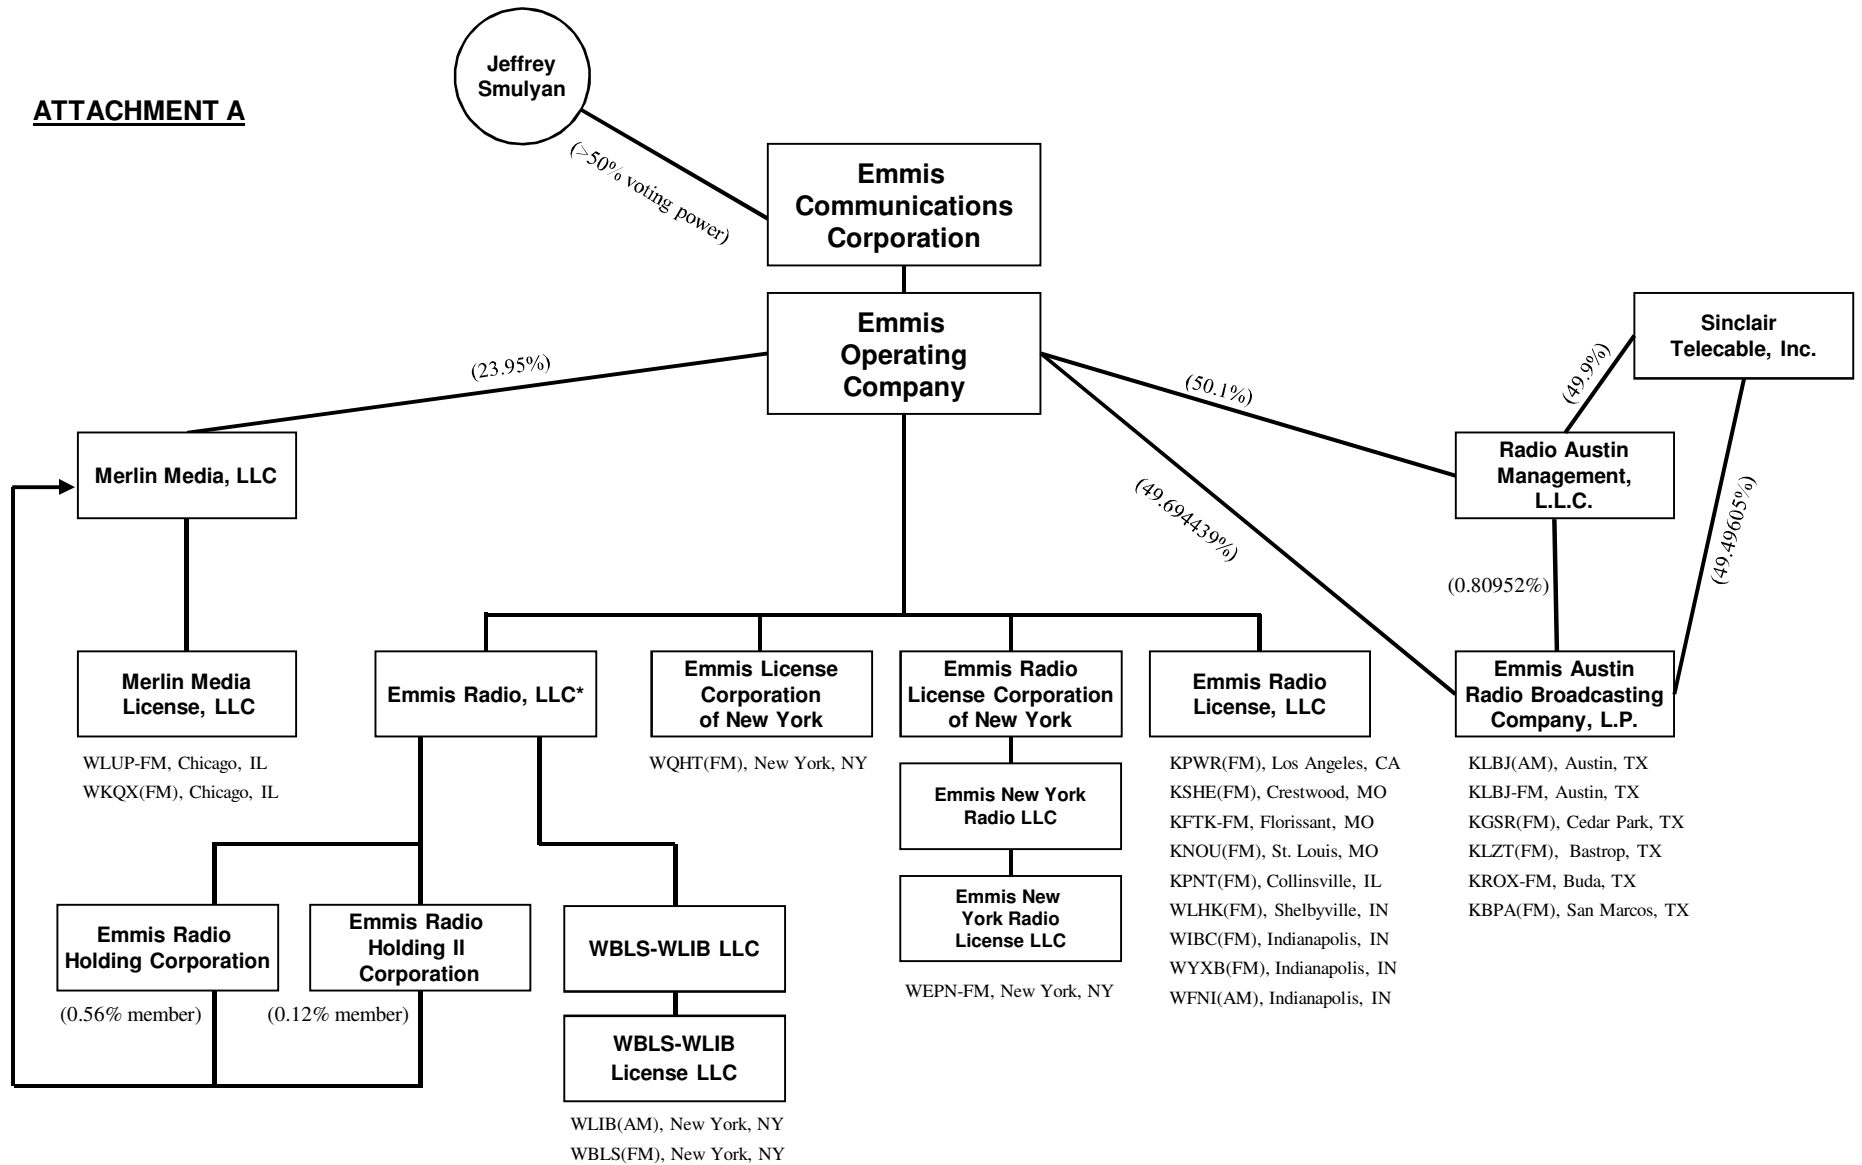 Jeffrey
Smulyan
ATTACHMENT A
(>50% voting power)
Emmis
Communications
Corporation
Emmis
Operating
Company
Sinclair
Telecable, Inc.
(23.95%)
(50.1%)
(49.9%)
Merlin Media, LLC
Radio Austin
Management,
L.L.C.
(49.694439%)
(49.49605%)
(0.80952%)
Merlin Media
License, LLC
Emmis Radio, LLC*
Emmis License
Corporation
of New York
Emmis Radio
License Corporation
of New York
Emmis Radio
License, LLC
Emmis Austin
Radio Broadcasting
Company, L.P.
WLUP-FM, Chicago, IL
WKQX(FM), Chicago, IL
WQHT(FM), New York, NY
Emmis New York
Radio LLC
Emmis New
York Radio
License LLC
WEPN-FM, New York, NY
KPWR(FM), Los Angeles, CA
KSHE(FM), Crestwood, MO
KFTK-FM, Florissant, MO
KNOU(FM), St. Louis, MO
KPNT(FM), Collinsville, IL
WLHK(FM), Shelbyville, IN
WIBC(FM), Indianapolis, IN
WYXB(FM), Indianapolis, IN
WFNI(AM), Indianapolis, IN
KLBJ(AM), Austin, TX
KLBJ-FM, Austin, TX
KGSR(FM), Cedar Park, TX
KLZT(FM), Bastrop, TX
KROX-FM, Buda, TX
KBPA(FM), San Marcos, TX
Emmis Radio
Holding Corporation
(0.56% member)
Emmis Radio
Holding II
Corporation
(0.12% member)
WBLS-WLIB LLC
WBLS-WLIB
License LLC
WLIB(AM), New York, NY
WBLS(FM), New York, NY